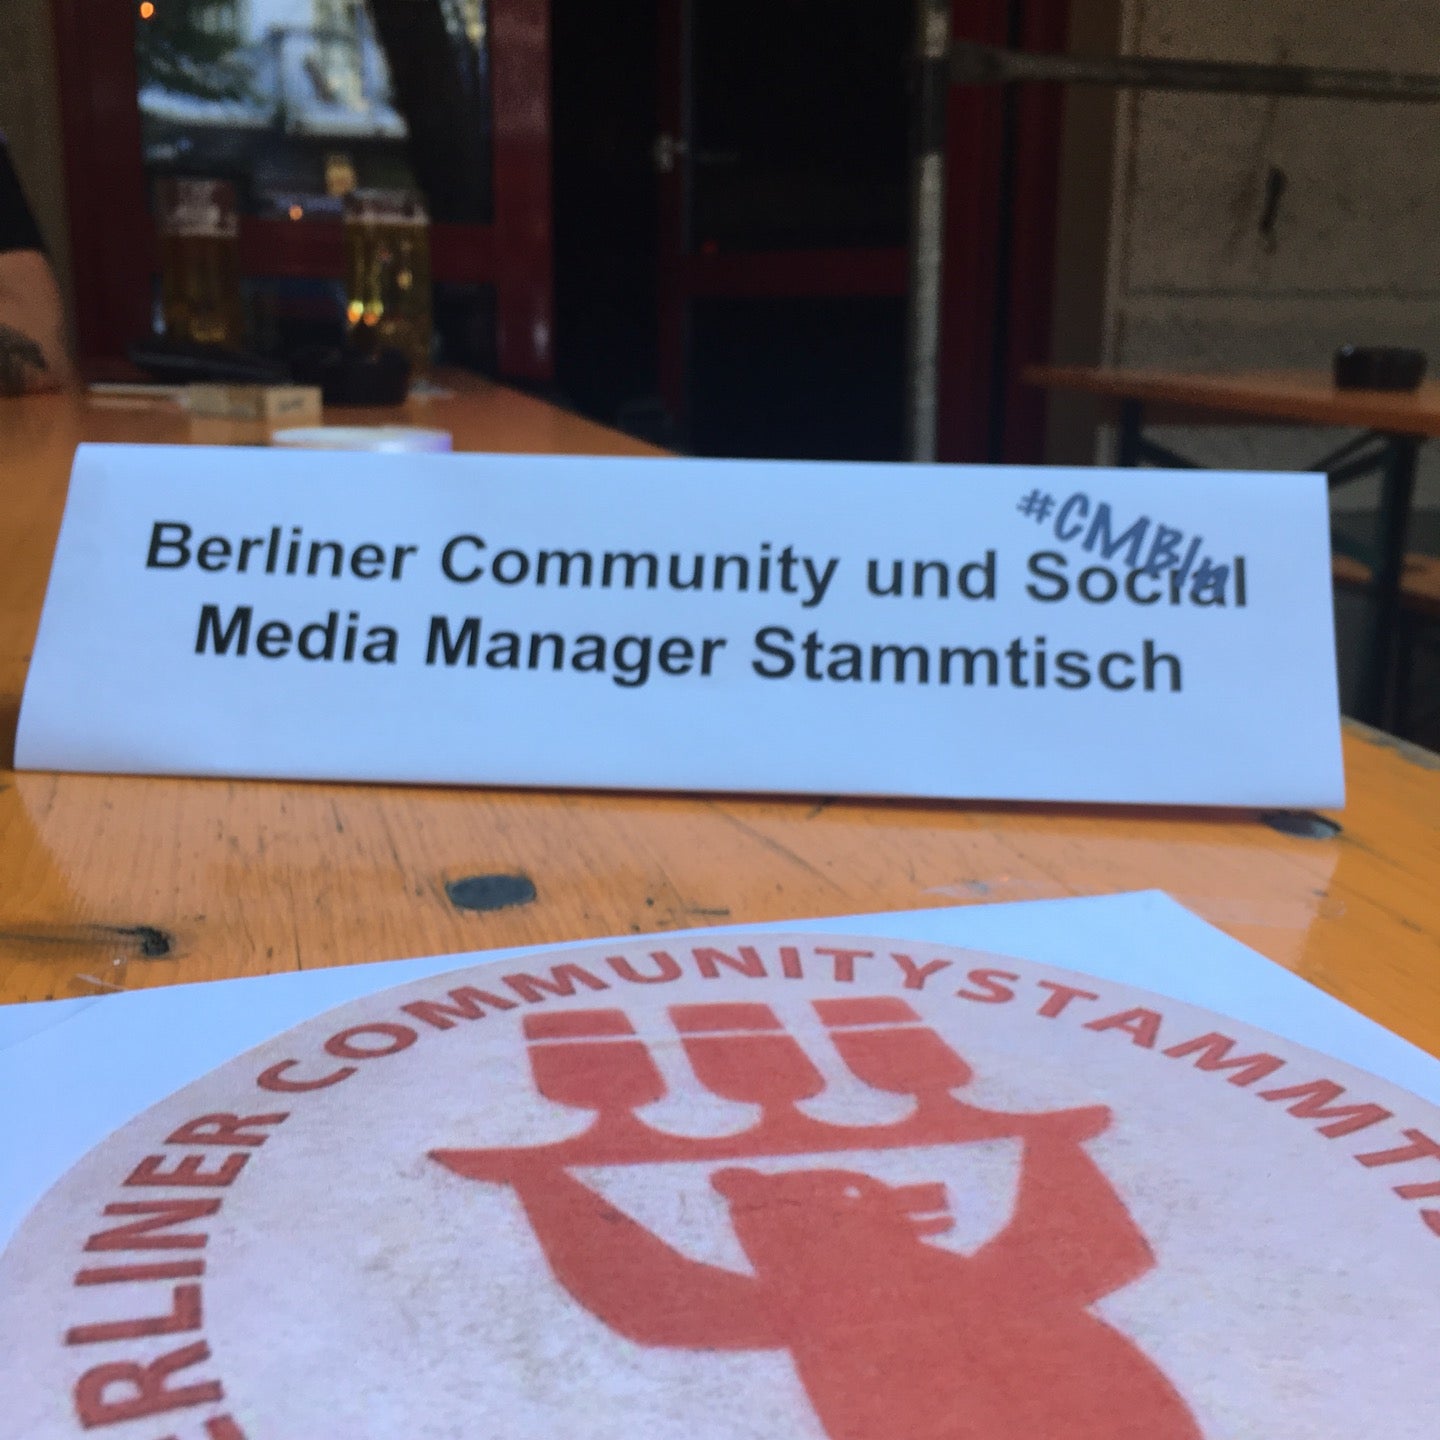 #CMBln
Berliner Community und Social
Media Manager Stammtisch
ERLINER COMMUNITYSTAMMTIS